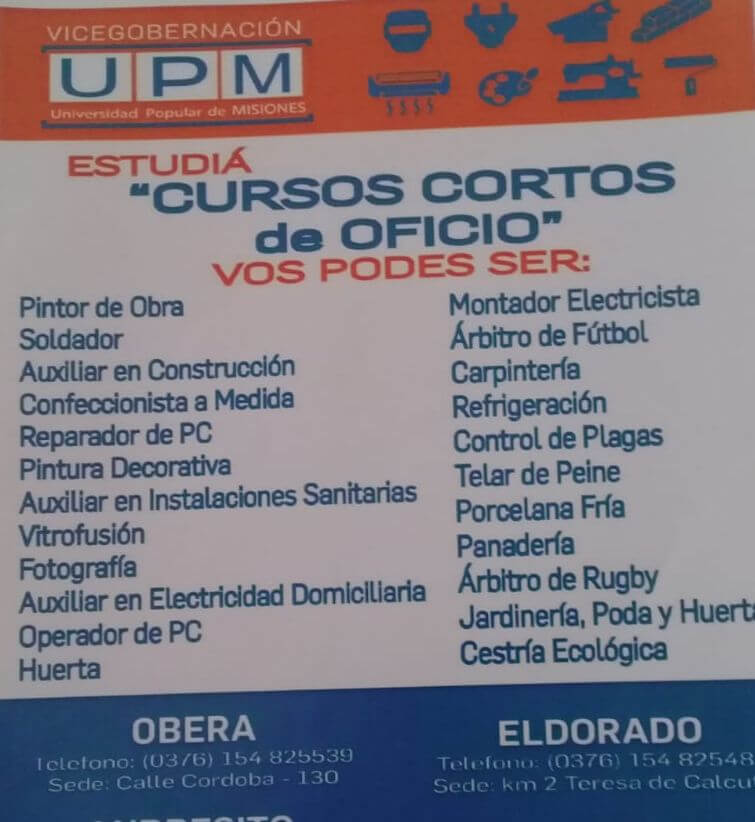 VICEGOBERNACIÓN
UPM
Universidad Popular de MISIONES
ESTUDIÁ
"CURSOS CORTOS
de OFICIO"
VOS PODES SER:
Pintor de Obra
Soldador
Auxiliar en Construcción
Confeccionista a Medida
Reparador de PC
Pintura Decorativa
Auxiliar en Instalaciones Sanitarias
Vitrofusión
Fotografía
Auxiliar en Electricidad Domiciliaria
Operador de PC
Huerta
Montador Electricista
Árbitro de Fútbol
Carpintería
Refrigeración
Control de Plagas
Telar de Peine
Porcelana Fría
Panadería
Árbitro de Rugby
Jardinería, Poda y Huerta
Cestría Ecológica
OBERA
Telefono: (0376) 154 825539
Sede: Calle Cordoba - 130
ELDORADO
Telefono: (0376) 154 82548
Sede: km 2 Teresa de Calcut